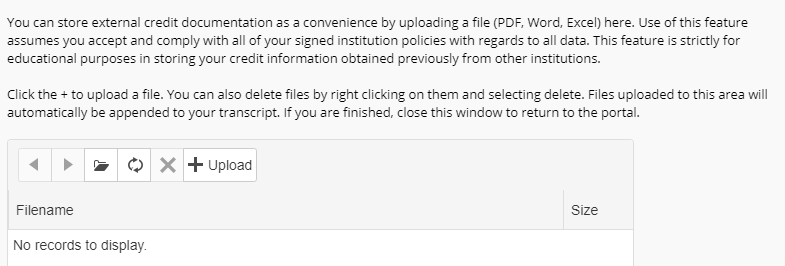 You can store external credit documentation as a convenience by uploading a file (PDF, Word, Excel) here. Use of this feature
assumes you accept and comply with all of your signed institution policies with regards to all data. This feature is strictly for
educational purposes in storing your credit information obtained previously from other institutions.
Click the + to upload a file. You can also delete files by right clicking on them and selecting delete. Files uploaded to this area will
automatically be appended to your transcript. If you are finished, close this window to return to the portal.
+ Upload
Filename Size
No records to display.